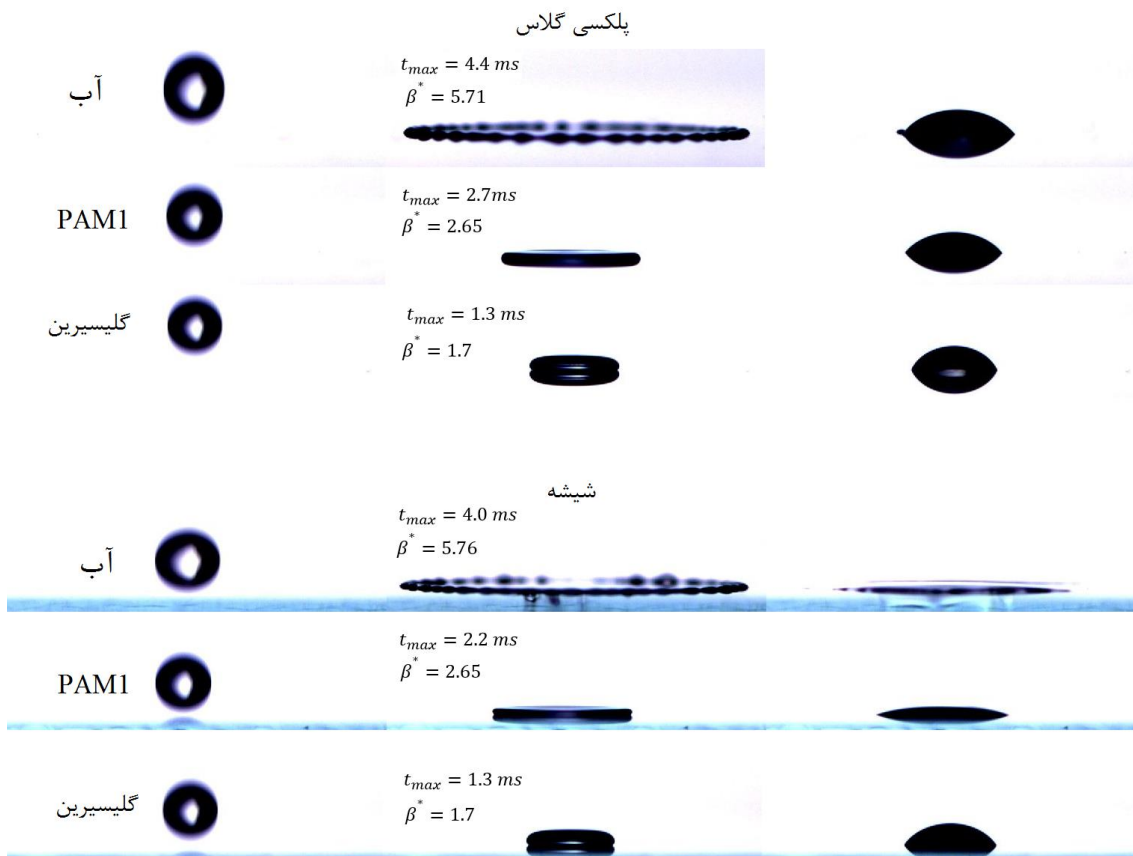 پلکسی گلاس
آب
t_max = 4.4 ms
β* = 5.71
PAM1
t_max = 2.7ms
β* = 2.65
گلیسیرین
t_max = 1.3 ms
β* = 1.7
شیشه
آب
t_max = 4.0 ms
β* = 5.76
PAM1
t_max = 2.2 ms
β* = 2.65
گلیسیرین
t_max = 1.3 ms
β* = 1.7